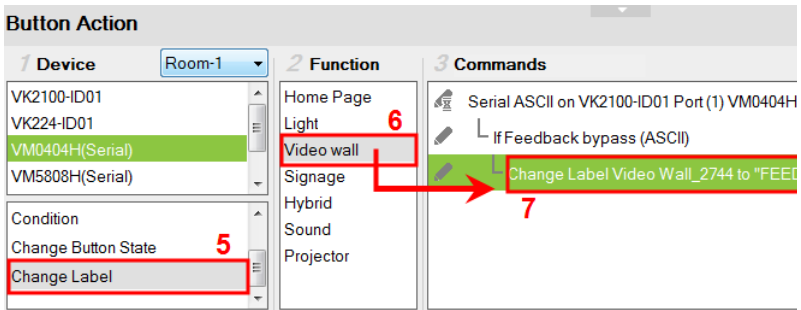 Button Action
1 Device
Room-1
VK2100-ID01
VK224-ID01
VM0404H(Serial)
VM5808H(Serial)
Condition
Change Button State
5
Change Label
2 Function
Home Page
Light
6
Video wall
Signage
Hybrid
Sound
Projector
3 Commands
Serial ASCII on VK2100-ID01 Port (1) VM0404H
If Feedback bypass (ASCII)
Change Label Video Wall_2744 to "FEED
7